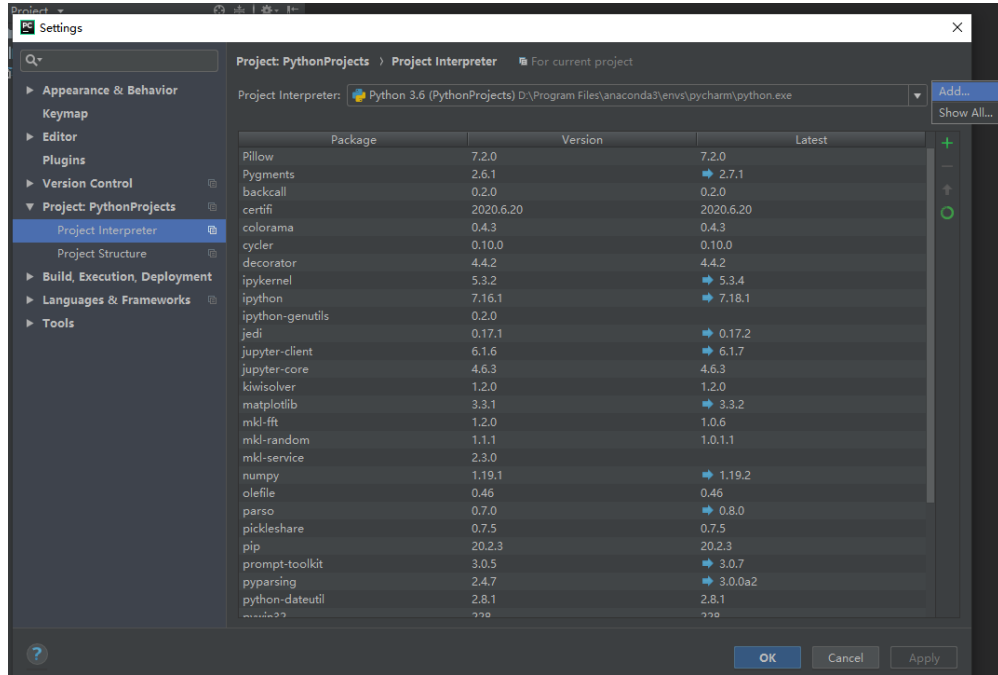 Project
PC Settings
Project: PythonProjects › Project Interpreter For current project
Project Interpreter: Python 3.6 (PythonProjects) D:\Program Files\anaconda3\envs\pycharm\python.exe
Add...
Show All...
Appearance & Behavior
Keymap
Editor
Plugins
Version Control
Project: PythonProjects
Project Interpreter
Project Structure
Build, Execution, Deployment
Languages & Frameworks
Tools
Package Version Latest
Pillow 7.2.0 7.2.0
Pygments 2.6.1 2.7.1
backcall 0.2.0 0.2.0
certifi 2020.6.20 2020.6.20
colorama 0.4.3 0.4.3
cycler 0.10.0 0.10.0
decorator 4.4.2 4.4.2
ipykernel 5.3.2 5.3.4
ipython 7.16.1 7.18.1
ipython-genutils 0.2.0
jedi 0.17.1 0.17.2
jupyter-client 6.1.6 6.1.7
jupyter-core 4.6.3 4.6.3
kiwisolver 1.2.0 1.2.0
matplotlib 3.3.1 3.3.2
mkl-fft 1.2.0 1.0.6
mkl-random 1.1.1 1.0.1.1
mkl-service 2.3.0
numpy 1.19.1 1.19.2
olefile 0.46 0.46
parso 0.7.0 0.8.0
pickleshare 0.7.5 0.7.5
pip 20.2.3 20.2.3
prompt-toolkit 3.0.5 3.0.7
pyparsing 2.4.7 3.0.0a2
python-dateutil 2.8.1 2.8.1
pywin32 228 228
? OK Cancel Apply